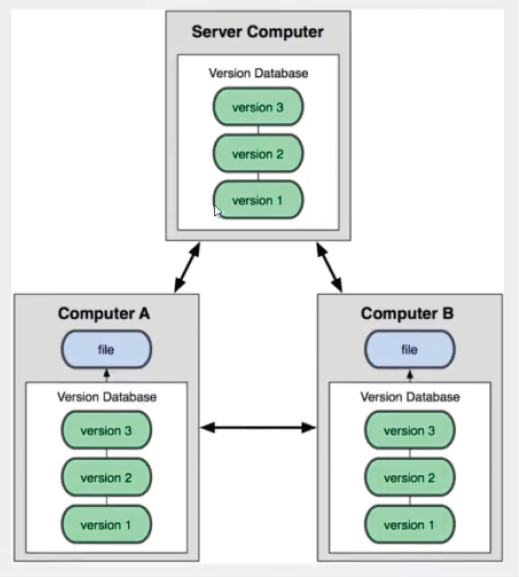 Server Computer
Version Database
version 3
version 2
version 1
Computer A
file
Version Database
version 3
version 2
version 1
Computer B
file
Version Database
version 3
version 2
version 1